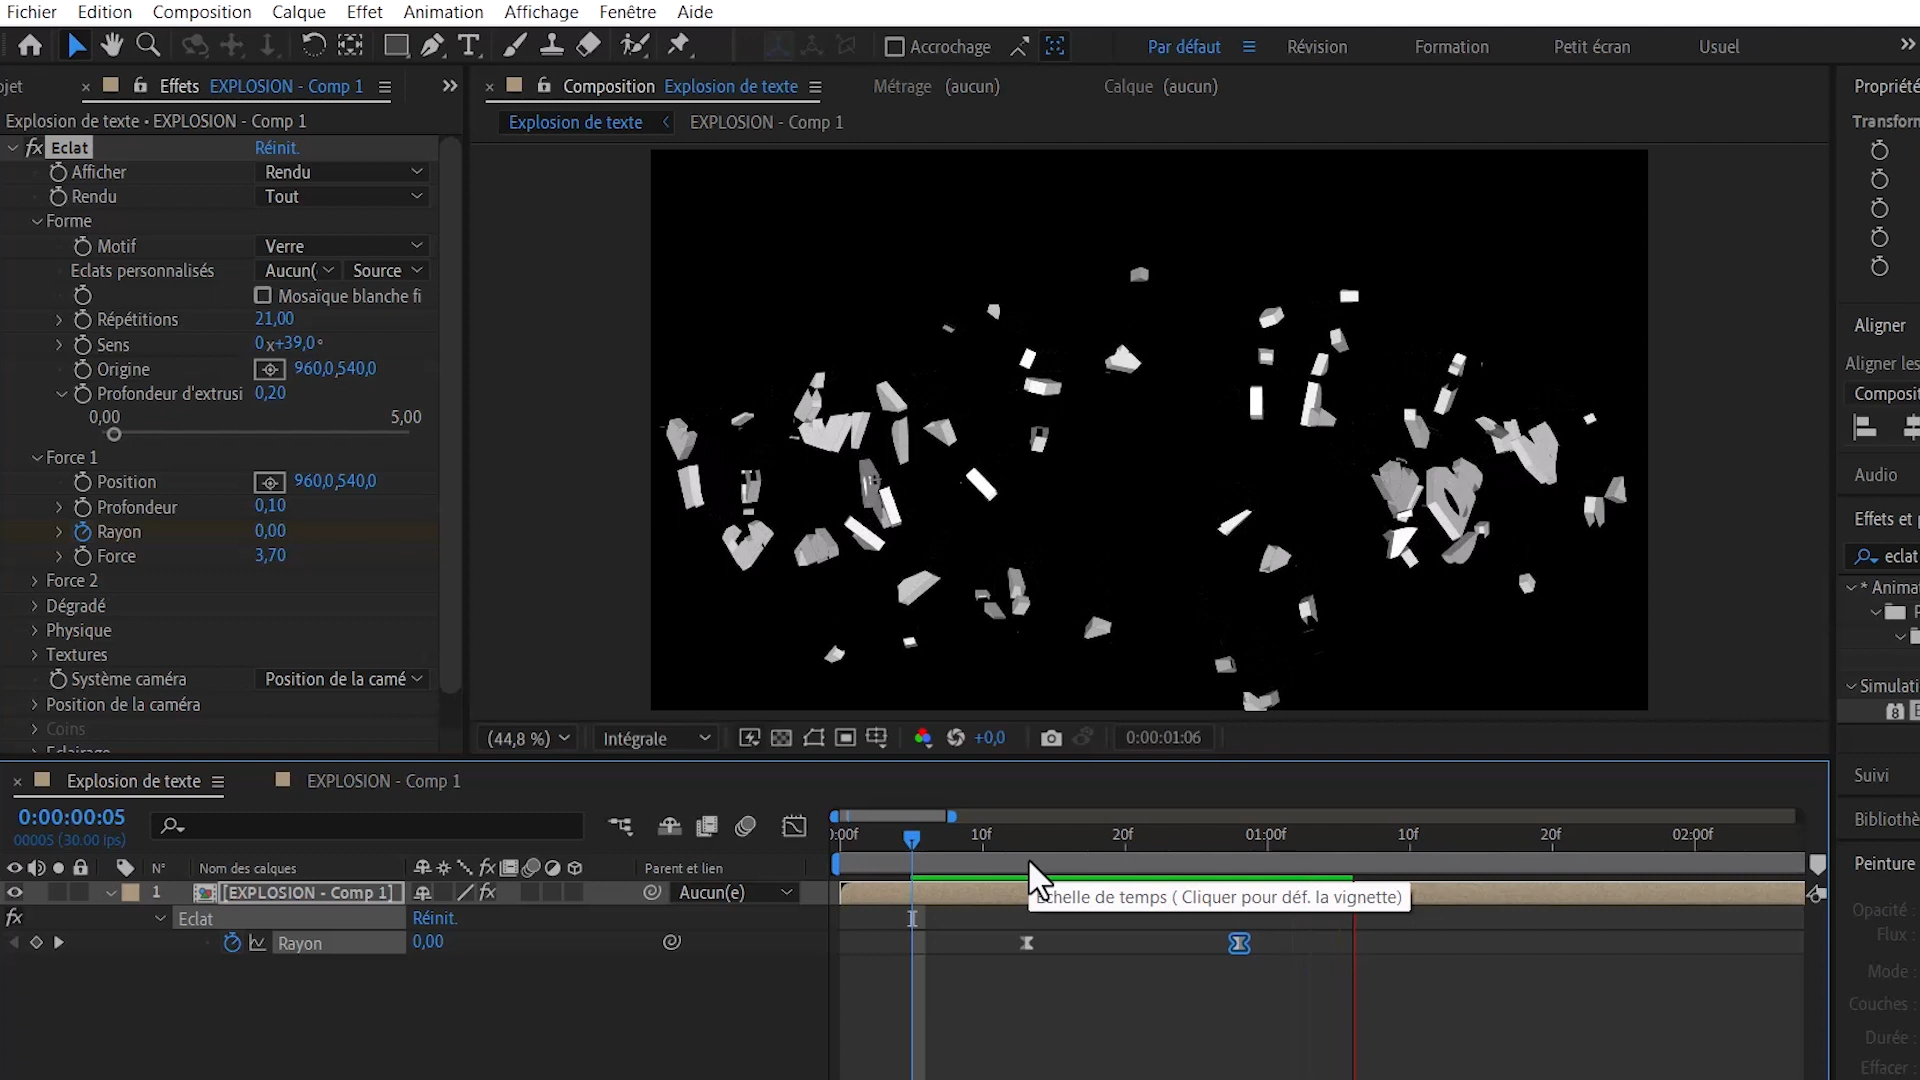 Fichier Edition Composition Calque Effet Animation Affichage Fenêtre Aide
Accrochage
Par défaut Révision Formation Petit écran Usuel
jet Effets EXPLOSION - Comp 1
Composition Explosion de texte
Métrage (aucun)
Calque (aucun)
Propriété
Explosion de texte • EXPLOSION - Comp 1
Explosion de texte EXPLOSION - Comp 1
Transform
fx Eclat Réinit.
Afficher Rendu
Rendu Tout
Forme
Motif Verre
Eclats personnalisés Aucun( Source
Mosaïque blanche fi
Répétitions 21,00
Sens 0x+39,0°
Origine 960,0,540,0
Profondeur d'extrusi 0,20
0,00 5,00
Force 1
Position 960,0,540,0
Profondeur 0,10
Rayon 0,00
Force 3,70
Force 2
Dégradé
Physique
Textures
Système caméra Position de la camé
Position de la caméra
Coins
Eclairage
(44,8 %) Intégrale +0,0 0:00:01:06
Aligner
Aligner les
Composit
Audio
Effets et
eclat
* Animat
Simulati
Suivi
Bibliothè
Peinture
Opacité :
Flux :
Mode :
Couches :
Durée :
Effacer :
Explosion de texte EXPLOSION - Comp 1
0:00:00:05
00005 (30.00 ips)
):00f 10f 20f 01:00f 10f 20f 02:00f
N° Nom des calques fx Parent et lien
1 [EXPLOSION - Comp 1] fx Aucun(e)
Echelle de temps ( Cliquer pour déf. la vignette)
fx Eclat Réinit.
Rayon 0,00